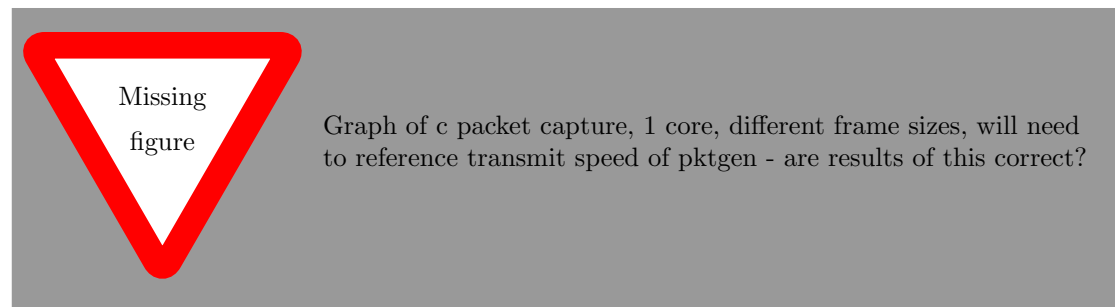 Missing
figure
Graph of c packet capture, 1 core, different frame sizes, will need
to reference transmit speed of pktgen - are results of this correct?